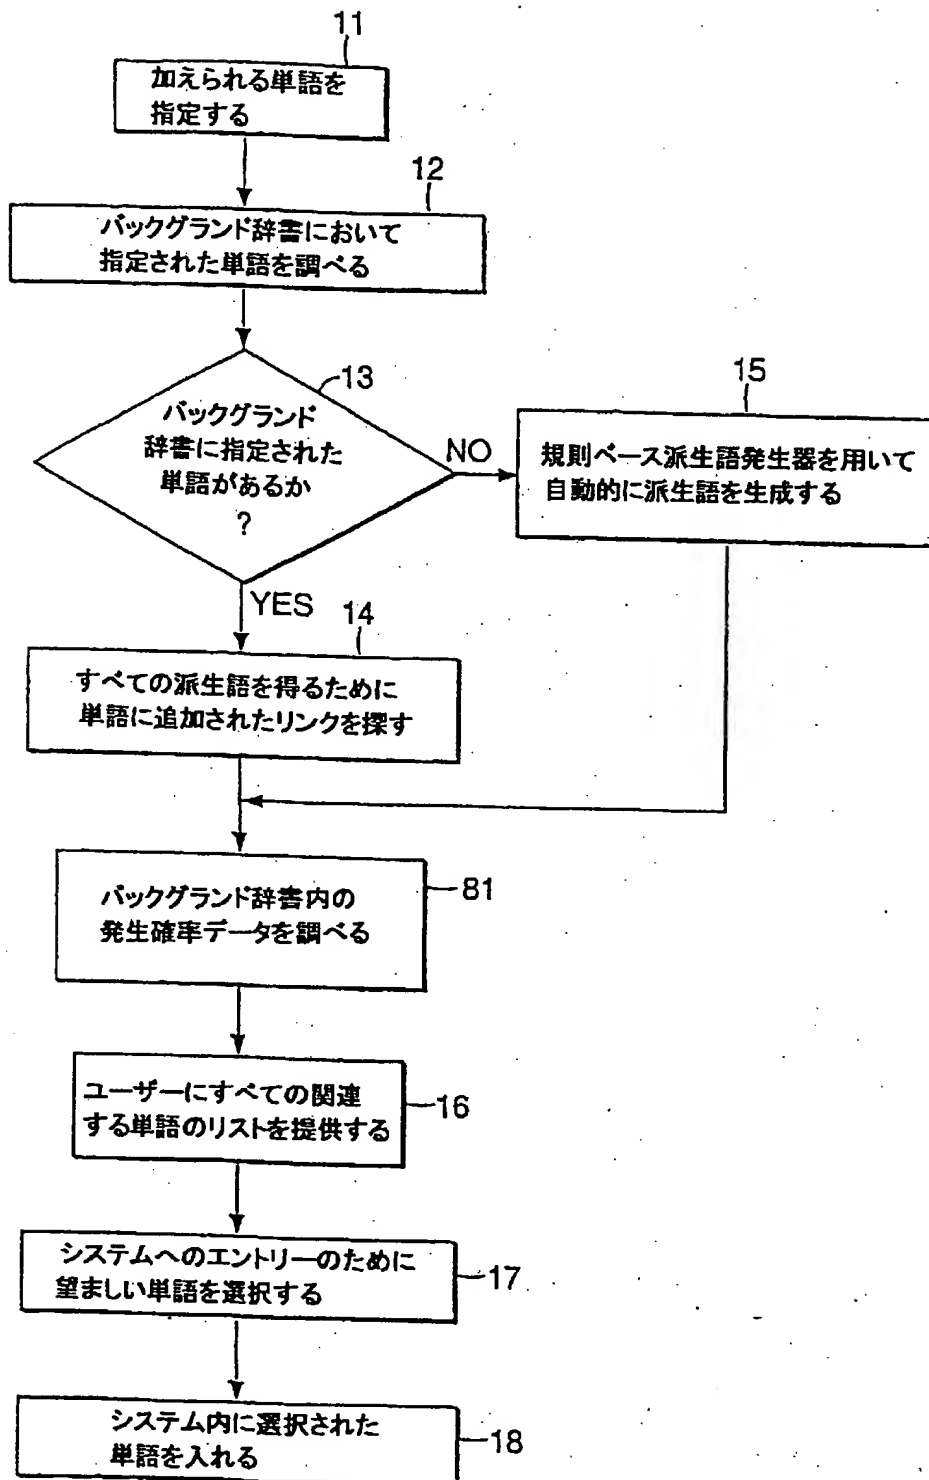 11
加えられる単語を
指定する
12
バックグランド辞書において
指定された単語を調べる
13
バックグランド
辞書に指定された
単語があるか
?
NO
15
規則ベース派生語発生器を用いて
自動的に派生語を生成する
YES
14
すべての派生語を得るために
単語に追加されたリンクを探す
バックグランド辞書内の
発生確率データを調べる
81
ユーザーにすべての関連
する単語のリストを提供する
16
システムへのエントリーのために
望ましい単語を選択する
17
システム内に選択された
単語を入れる
18